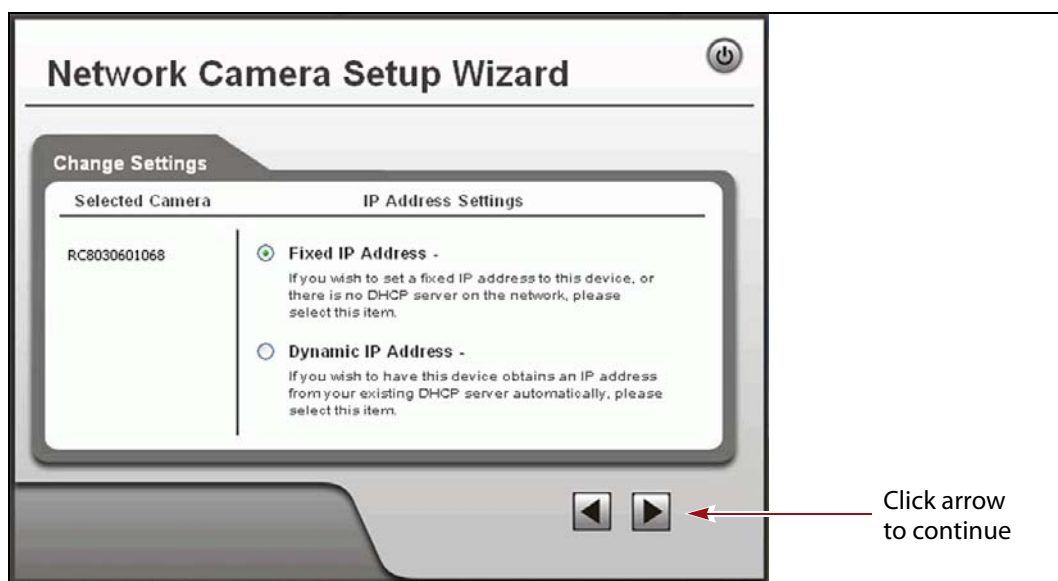 Network Camera Setup Wizard
Change Settings
Selected Camera
IP Address Settings
RC8030601068
Fixed IP Address -
If you wish to set a fixed IP address to this device, or
there is no DHCP server on the network, please
select this item.
Dynamic IP Address -
If you wish to have this device obtains an IP address
from your existing DHCP server automatically, please
select this item.
Click arrow
to continue